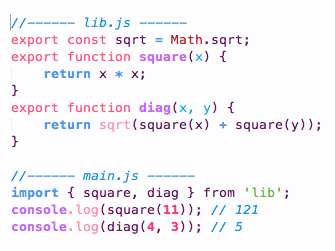 //------ lib.js ------
export const sqrt = Math.sqrt;
export function square(x) {
    return x * x;
}
export function diag(x, y) {
    return sqrt(square(x) + square(y));
}

//------ main.js ------
import { square, diag } from 'lib';
console.log(square(11)); // 121
console.log(diag(4, 3)); // 5